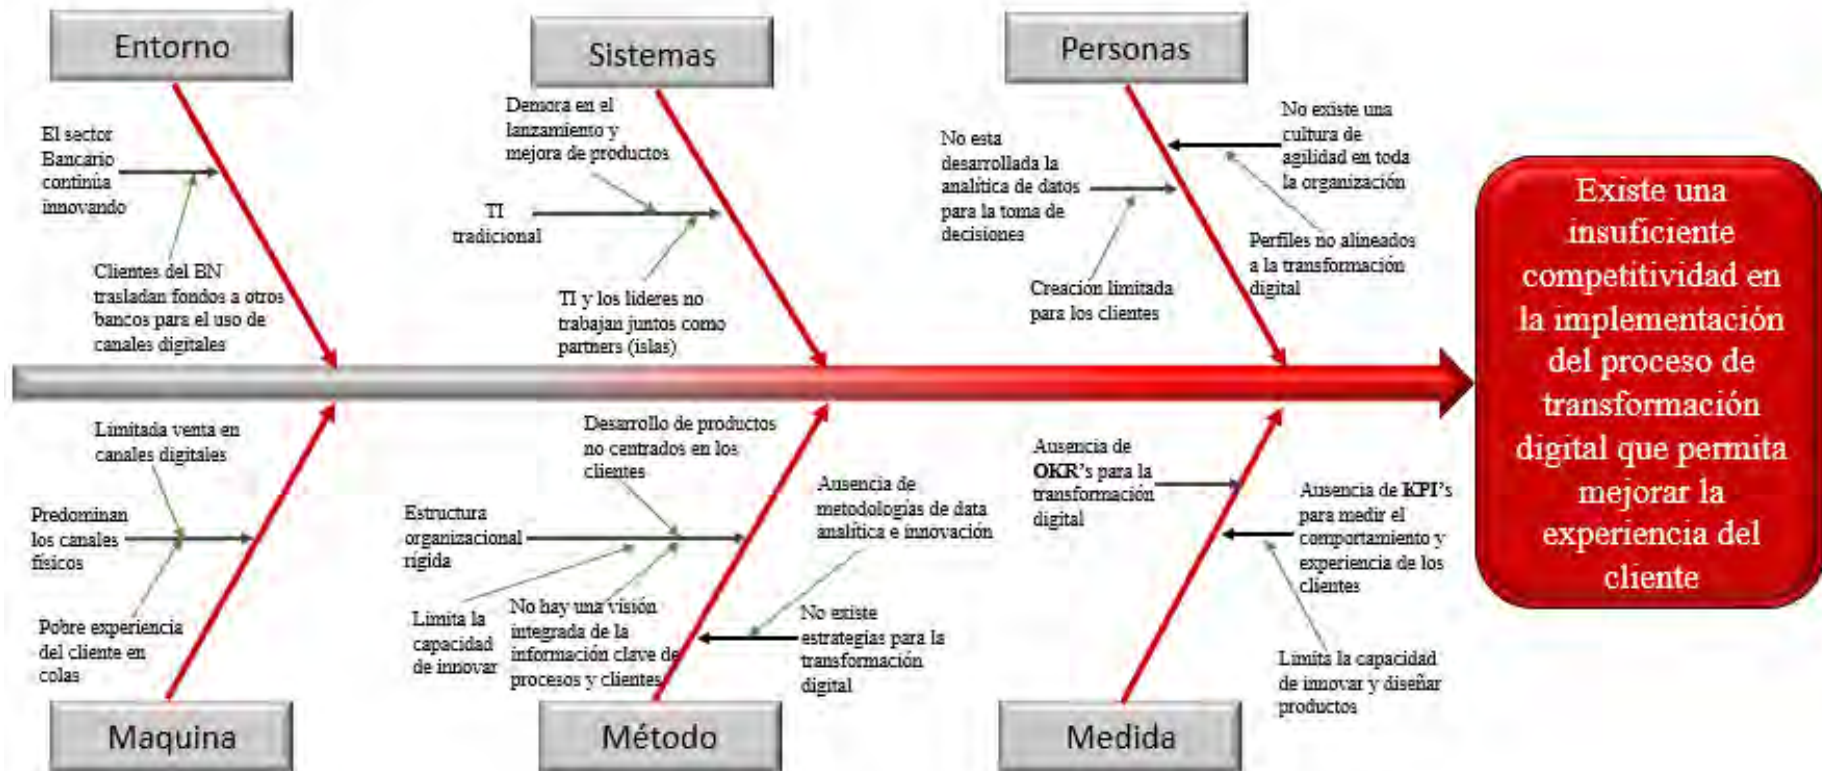 Entorno
El sector
Bancario
continúa
innovando
Clientes del BN
trasladan fondos a otros
bancos para el uso de
canales digitales
Sistemas
Demora en el
lanzamiento y
mejora de productos
TI
tradicional
TI y los lideres no
trabajan juntos como
partners (islas)
Personas
No esta
desarrollada la
analítica de datos
para la toma de
decisiones
Creación limitada
para los clientes
No existe una
cultura de
agilidad en toda
la organización
Perfiles no alineados
a la transformación
digital
Existe una
insuficiente
competitividad en
la implementación
del proceso de
transformación
digital que permita
mejorar la
experiencia del
cliente
Limitada venta en
canales digitales
Predominan
los canales
físicos
Pobre experiencia
del cliente en
colas
Maquina
Desarrollo de productos
no centrados en los
clientes
Estructura
organizacional
rígida
Limita la
capacidad
de innovar
No hay una visión
integrada de la
información clave de
procesos y clientes
Ausencia de
metodologías de data
analítica e innovación
No existe
estrategias para la
transformación
digital
Método
Ausencia de
OKR's para la
transformación
digital
Ausencia de KPI's
para medir el
comportamiento y
experiencia de los
clientes
Limita la capacidad
de innovar y diseñar
productos
Medida